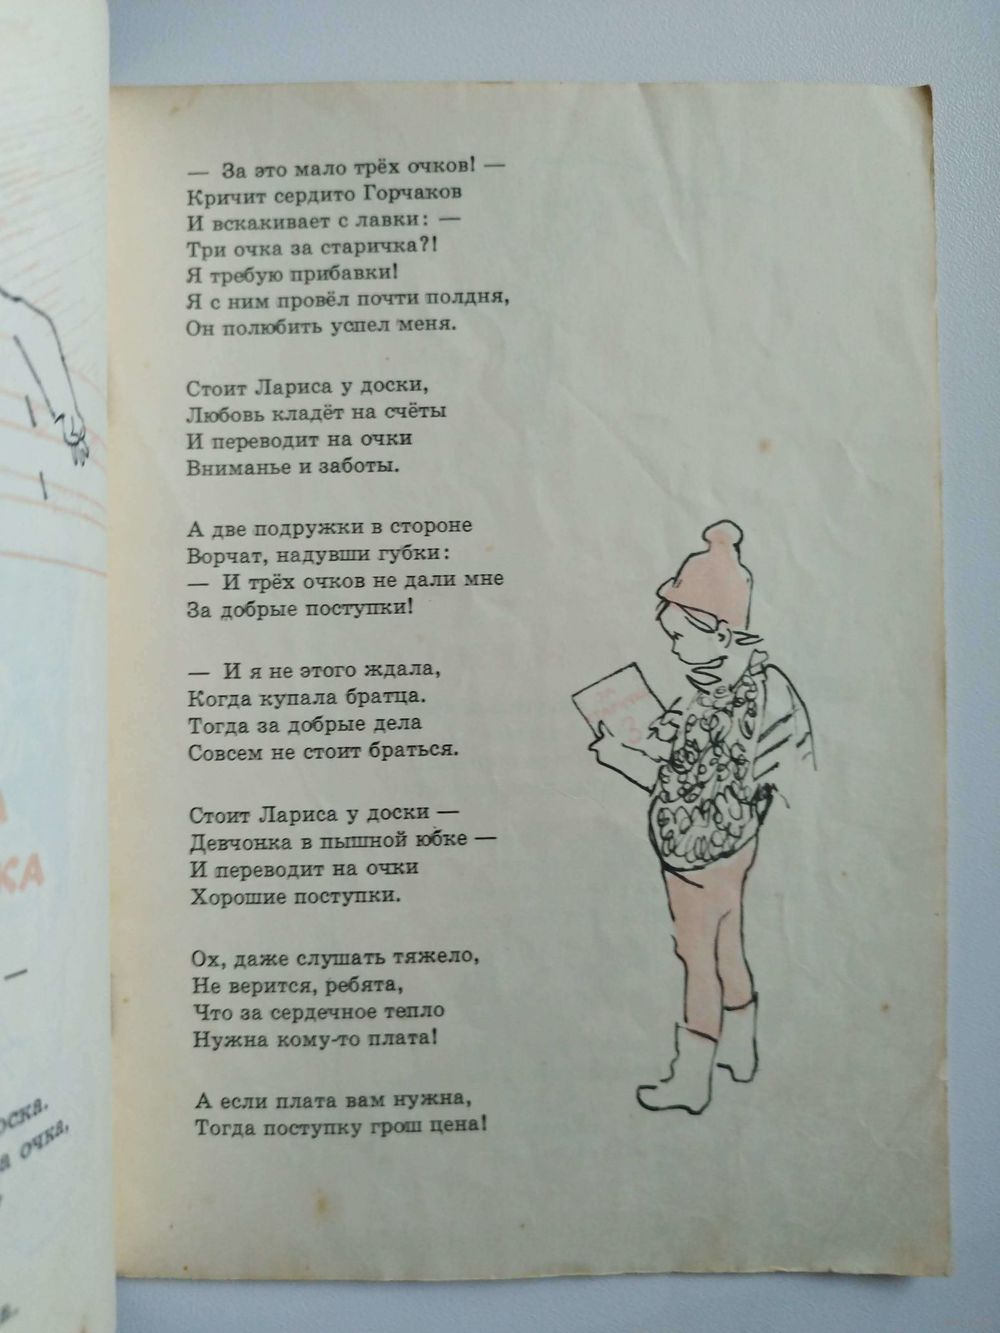 — За это мало трёх очков! —
Кричит сердито Горчаков
И вскакивает с лавки: —
Три очка за старичка?!
Я требую прибавки!
Я с ним провёл почти полдня,
Он полюбить успел меня.
Стоит Лариса у доски,
Любовь кладёт на счёты
И переводит на очки
Вниманье и заботы.
А две подружки в стороне
Ворчат, надувши губки:
— И трёх очков не дали мне
За добрые поступки!
— И я не этого ждала,
Когда купала братца.
Тогда за добрые дела
Совсем не стоит браться.
Стоит Лариса у доски —
Девчонка в пышной юбке —
И переводит на очки
Хорошие поступки.
Ох, даже слушать тяжело,
Не верится, ребята,
Что за сердечное тепло
Нужна кому-то плата!
А если плата вам нужна,
Тогда поступку грош цена!
3
очка,